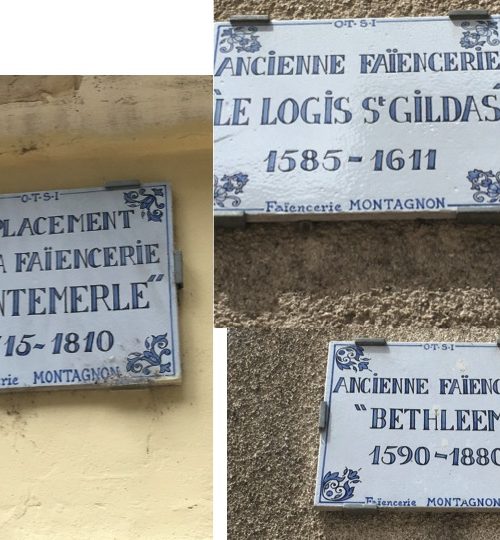 O·T·S·I
PLACEMENT
A FAÏENCERIE
NTEMERLE"
15-1810
rie MONTAGNON
O·T·S·I
ANCIENNE FAÏENCERIE
"LE LOGIS St GILDAS"
1585-1611
Faïencerie MONTAGNON
O·T·S·I
ANCIENNE FAÏENC
"BETHLEEM
1590-1880
Faïencerie MONTAGNON